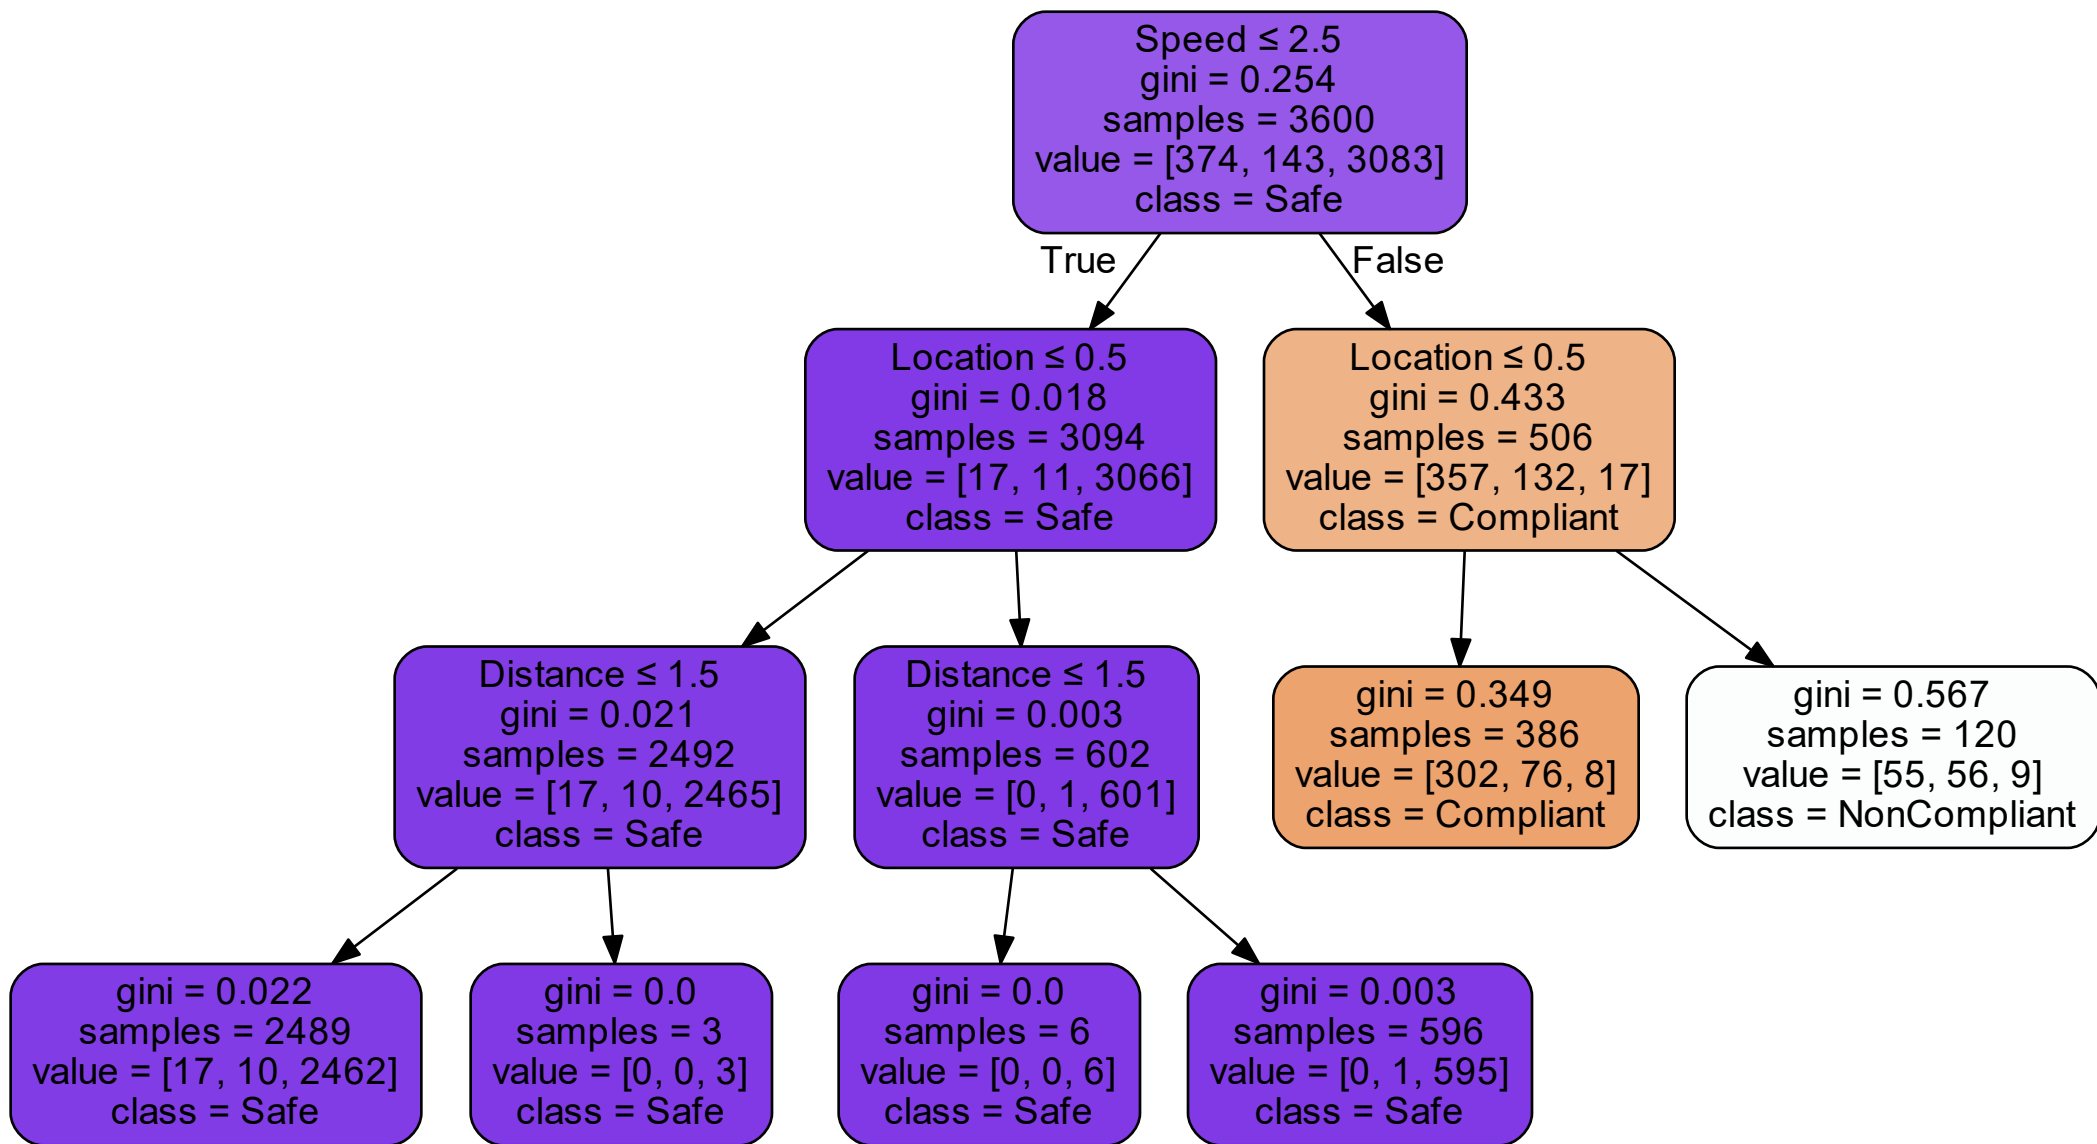 Speed ≤ 2.5
gini = 0.254
samples = 3600
value = [374, 143, 3083]
class = Safe
True
False
Location ≤ 0.5
gini = 0.018
samples = 3094
value = [17, 11, 3066]
class = Safe
Location ≤ 0.5
gini = 0.433
samples = 506
value = [357, 132, 17]
class = Compliant
Distance ≤ 1.5
gini = 0.021
samples = 2492
value = [17, 10, 2465]
class = Safe
Distance ≤ 1.5
gini = 0.003
samples = 602
value = [0, 1, 601]
class = Safe
gini = 0.349
samples = 386
value = [302, 76, 8]
class = Compliant
gini = 0.567
samples = 120
value = [55, 56, 9]
class = NonCompliant
gini = 0.022
samples = 2489
value = [17, 10, 2462]
class = Safe
gini = 0.0
samples = 3
value = [0, 0, 3]
class = Safe
gini = 0.0
samples = 6
value = [0, 0, 6]
class = Safe
gini = 0.003
samples = 596
value = [0, 1, 595]
class = Safe